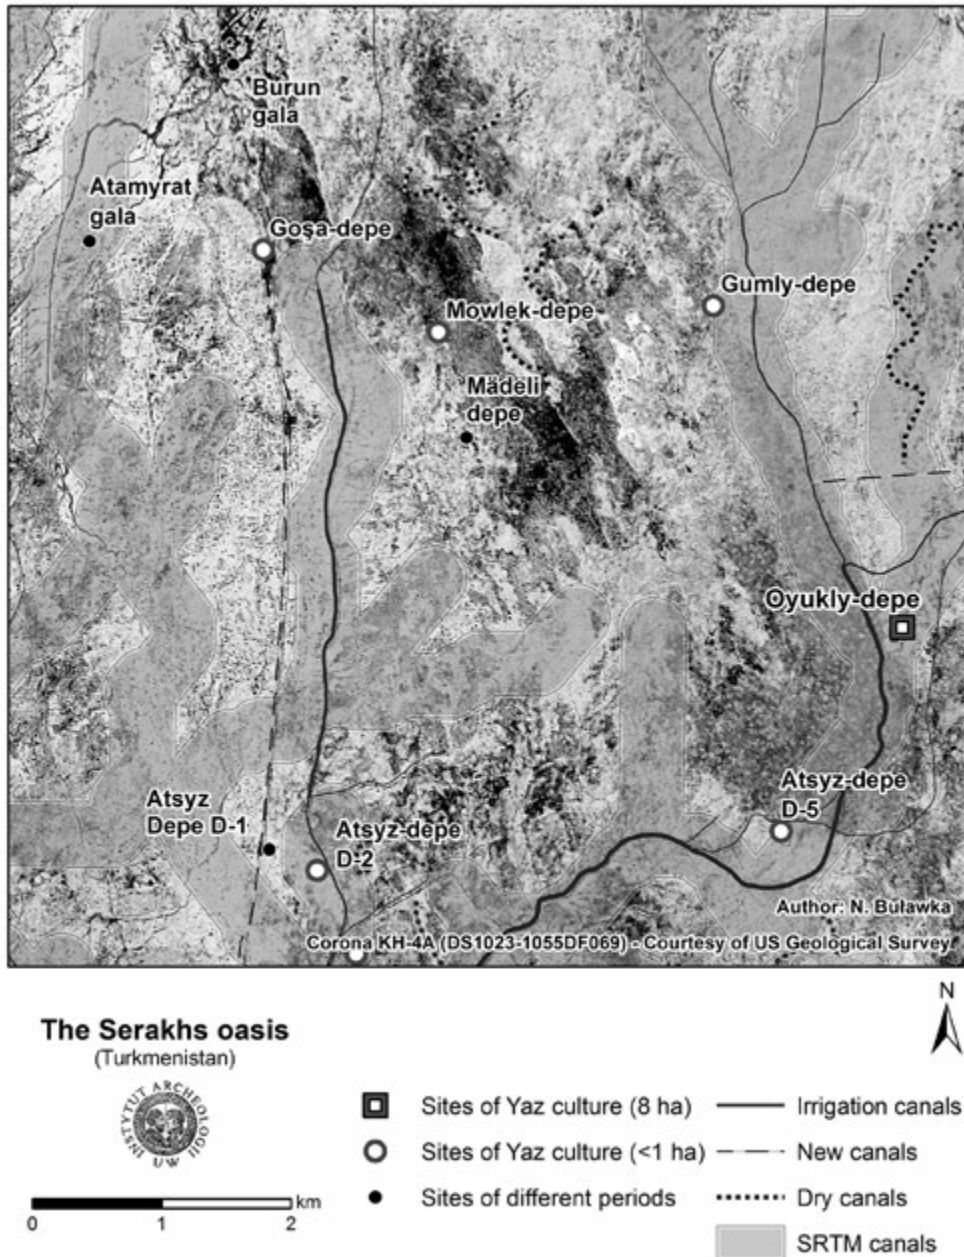 Burun
gala
Atamyrat
gala
Goşa-depe
Gumly-depe
Mowlek-depe
Mädeli
depe
Oyukly-depe
Atsyz-depe
D-5
Atsyz
Depe D-1
Atsyz-depe
D-2
Author: N. Buławka
Corona KH-4A (DS1023-1055DF069) - Courtesy of US Geological Survey
N
The Serakhs oasis
(Turkmenistan)
INSTYTUT ARCHEOLOGII
UW
km
0 1 2
Sites of Yaz culture (8 ha)
Sites of Yaz culture (<1 ha)
Sites of different periods
Irrigation canals
New canals
Dry canals
SRTM canals